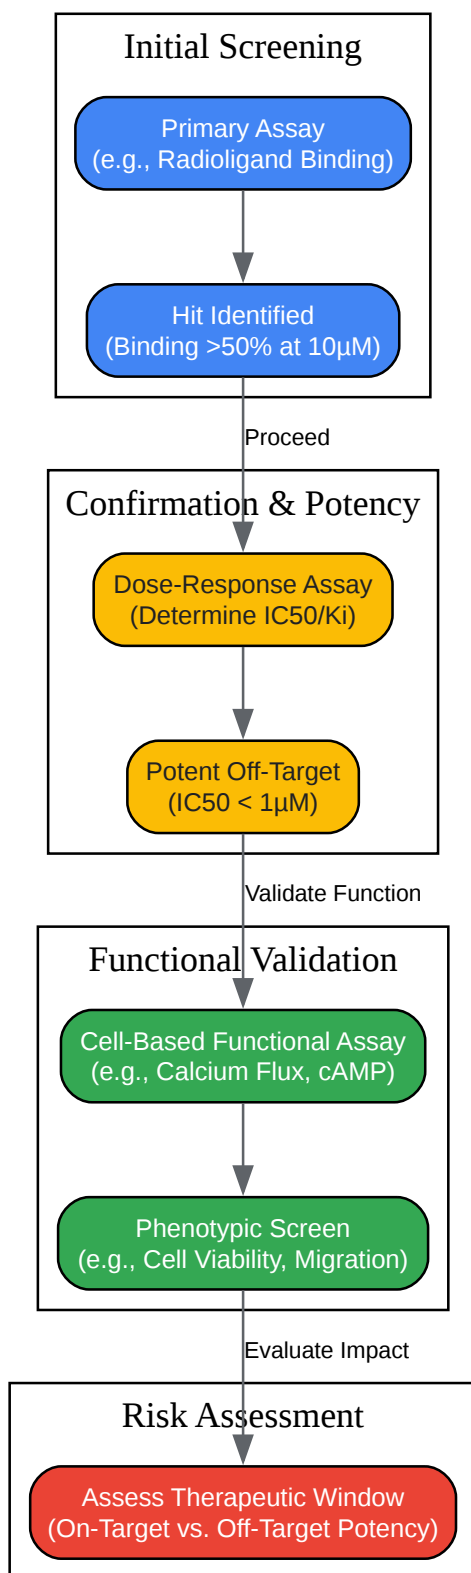 Initial Screening
Primary Assay
(e.g., Radioligand Binding)
Hit Identified
(Binding >50% at 10µM)
Proceed
Confirmation & Potency
Dose-Response Assay
(Determine IC50/Ki)
Potent Off-Target
(IC50 < 1µM)
Validate Function
Functional Validation
Cell-Based Functional Assay
(e.g., Calcium Flux, cAMP)
Phenotypic Screen
(e.g., Cell Viability, Migration)
Evaluate Impact
Risk Assessment
Assess Therapeutic Window
(On-Target vs. Off-Target Potency)